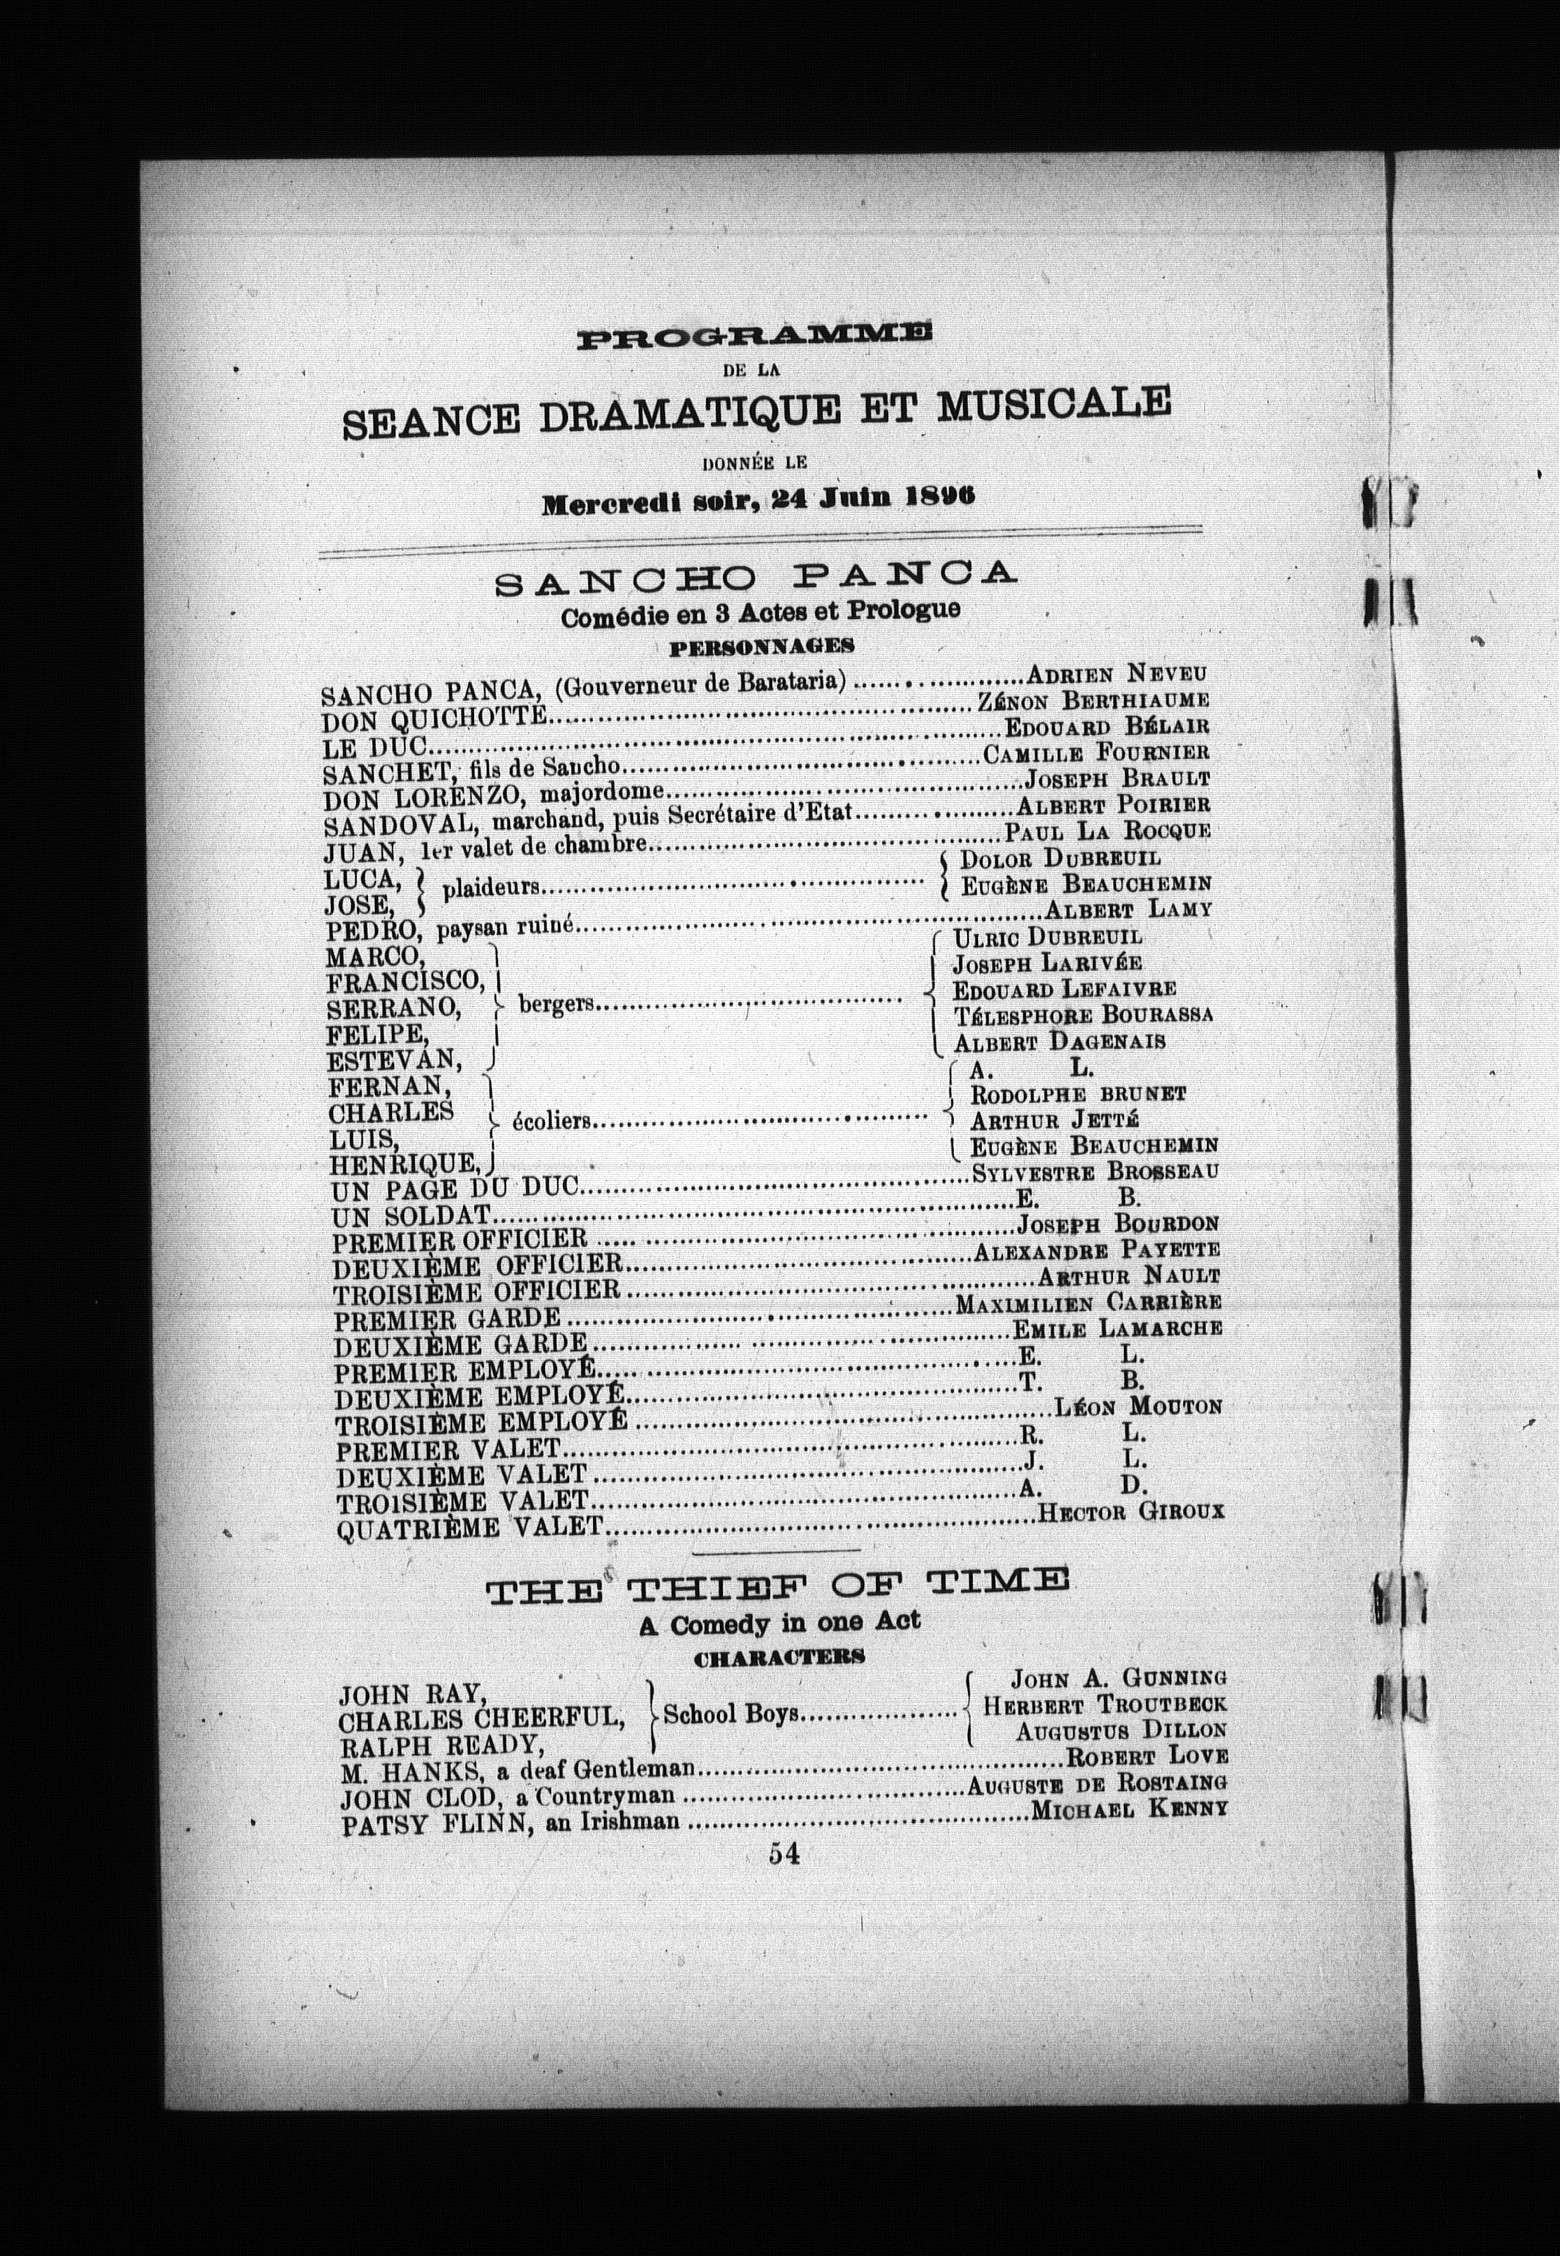 PROGRAMME
DE LA
SEANCE DRAMATIQUE ET MUSICALE
DONNÉE LE
Mercredi soir, 24 Juin 1896
SANCHO PANCA
Comédie en 3 Actes et Prologue
PERSONNAGES
SANCHO PANCA, (Gouverneur de Barataria) .................... ADRIEN NEVEU
DON QUICHOTTE.................... ZÉNON BERTHIAUME
LE DUC.................... EDOUARD BÉLAIR
SANCHET, fils de Sancho.................... CAMILLE FOURNIER
DON LORENZO, majordome.................... JOSEPH BRAULT
SANDOVAL, marchand, puis Secrétaire d'Etat.................... ALBERT POIRIER
JUAN, 1er valet de chambre.................... PAUL LA ROCQUE
LUCA, } plaideurs.................... { DOLOR DUBREUIL
JOSE, } { EUGÈNE BEAUCHEMIN
PEDRO, paysan ruiné.................... ALBERT LAMY
MARCO, ULRIC DUBREUIL
FRANCISCO, JOSEPH LARIVÉE
SERRANO, } bergers.................... { EDOUARD LEFAIVRE
FELIPE, TÉLESPHORE BOURASSA
ESTEVAN, ALBERT DAGENAIS
FERNAN, A. L.
CHARLES RODOLPHE BRUNET
LUIS, } écoliers.................... { ARTHUR JETTÉ
HENRIQUE, EUGÈNE BEAUCHEMIN
UN PAGE DU DUC.................... SYLVESTRE BROSSEAU
UN SOLDAT.................... E. B.
PREMIER OFFICIER .................... JOSEPH BOURDON
DEUXIÈME OFFICIER.................... ALEXANDRE PAYETTE
TROISIÈME OFFICIER .................... ARTHUR NAULT
PREMIER GARDE .................... MAXIMILIEN CARRIÈRE
DEUXIÈME GARDE .................... EMILE LAMARCHE
PREMIER EMPLOYÉ.................... E. L.
DEUXIÈME EMPLOYÉ.................... T. B.
TROISIÈME EMPLOYÉ .................... LÉON MOUTON
PREMIER VALET.................... R. L.
DEUXIÈME VALET .................... J. L.
TROISIÈME VALET.................... A. D.
QUATRIÈME VALET.................... HECTOR GIROUX
THE THIEF OF TIME
A Comedy in one Act
CHARACTERS
JOHN RAY, JOHN A. GUNNING
CHARLES CHEERFUL, } School Boys.................... { HERBERT TROUTBECK
RALPH READY, AUGUSTUS DILLON
M. HANKS, a deaf Gentleman.................... ROBERT LOVE
JOHN CLOD, a Countryman .................... AUGUSTE DE ROSTAING
PATSY FLINN, an Irishman .................... MICHAEL KENNY
54